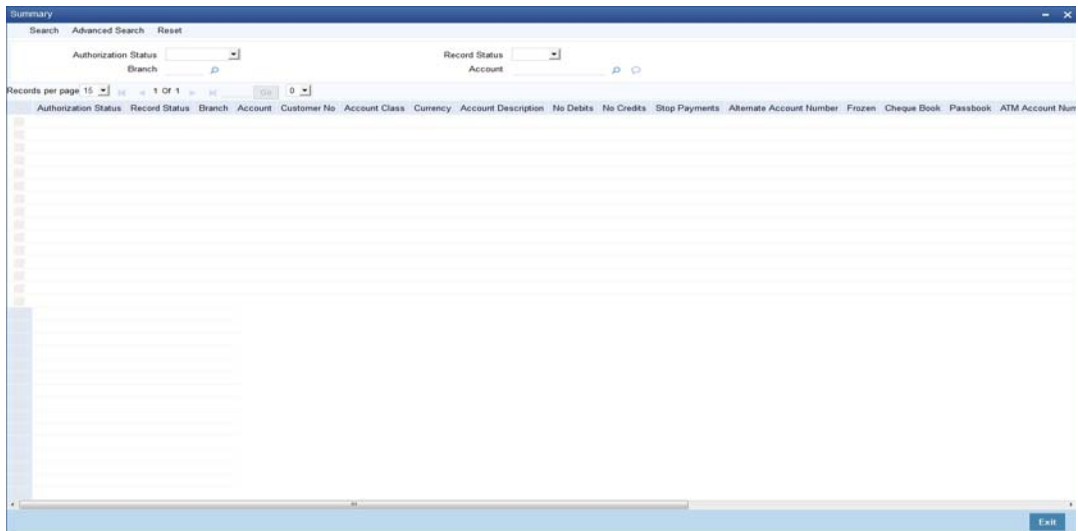 Summary
Search Advanced Search Reset
Authorization Status Record Status
Branch Account
Records per page 15 1 Of 1 Go 0
Authorization Status Record Status Branch Account Customer No Account Class Currency Account Description No Debits No Credits Stop Payments Alternate Account Number Frozen Cheque Book Passbook ATM Account Num
Exit